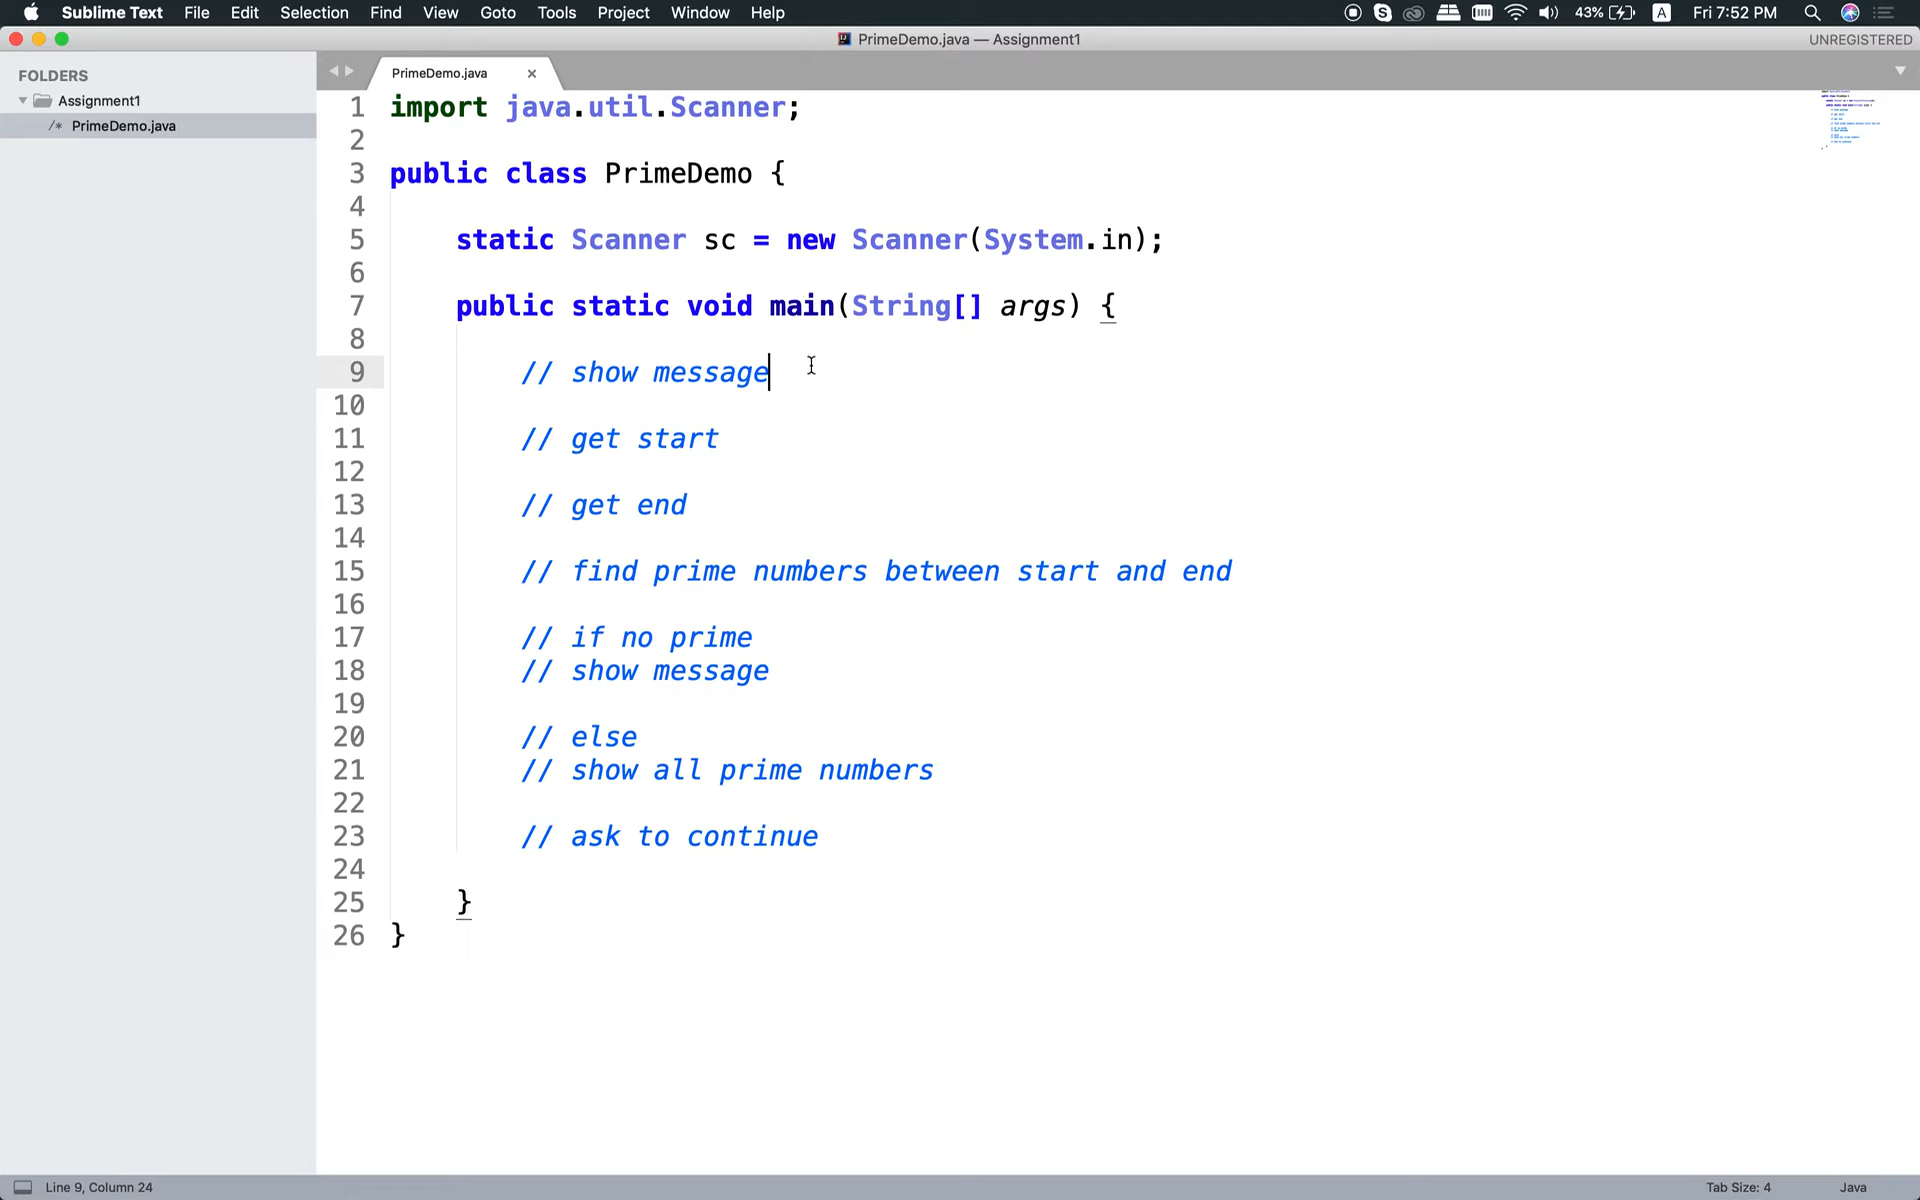 Sublime Text File Edit Selection Find View Goto Tools Project Window Help 43% A Fri 7:52 PM
PrimeDemo.java — Assignment1 UNREGISTERED
FOLDERS
Assignment1
/* PrimeDemo.java
PrimeDemo.java ×
1 import java.util.Scanner;
2
3 public class PrimeDemo {
4
5 static Scanner sc = new Scanner(System.in);
6
7 public static void main(String[] args) {
8
9 // show message
10
11 // get start
12
13 // get end
14
15 // find prime numbers between start and end
16
17 // if no prime
18 // show message
19
20 // else
21 // show all prime numbers
22
23 // ask to continue
24
25 }
26 }
Line 9, Column 24 Tab Size: 4 Java